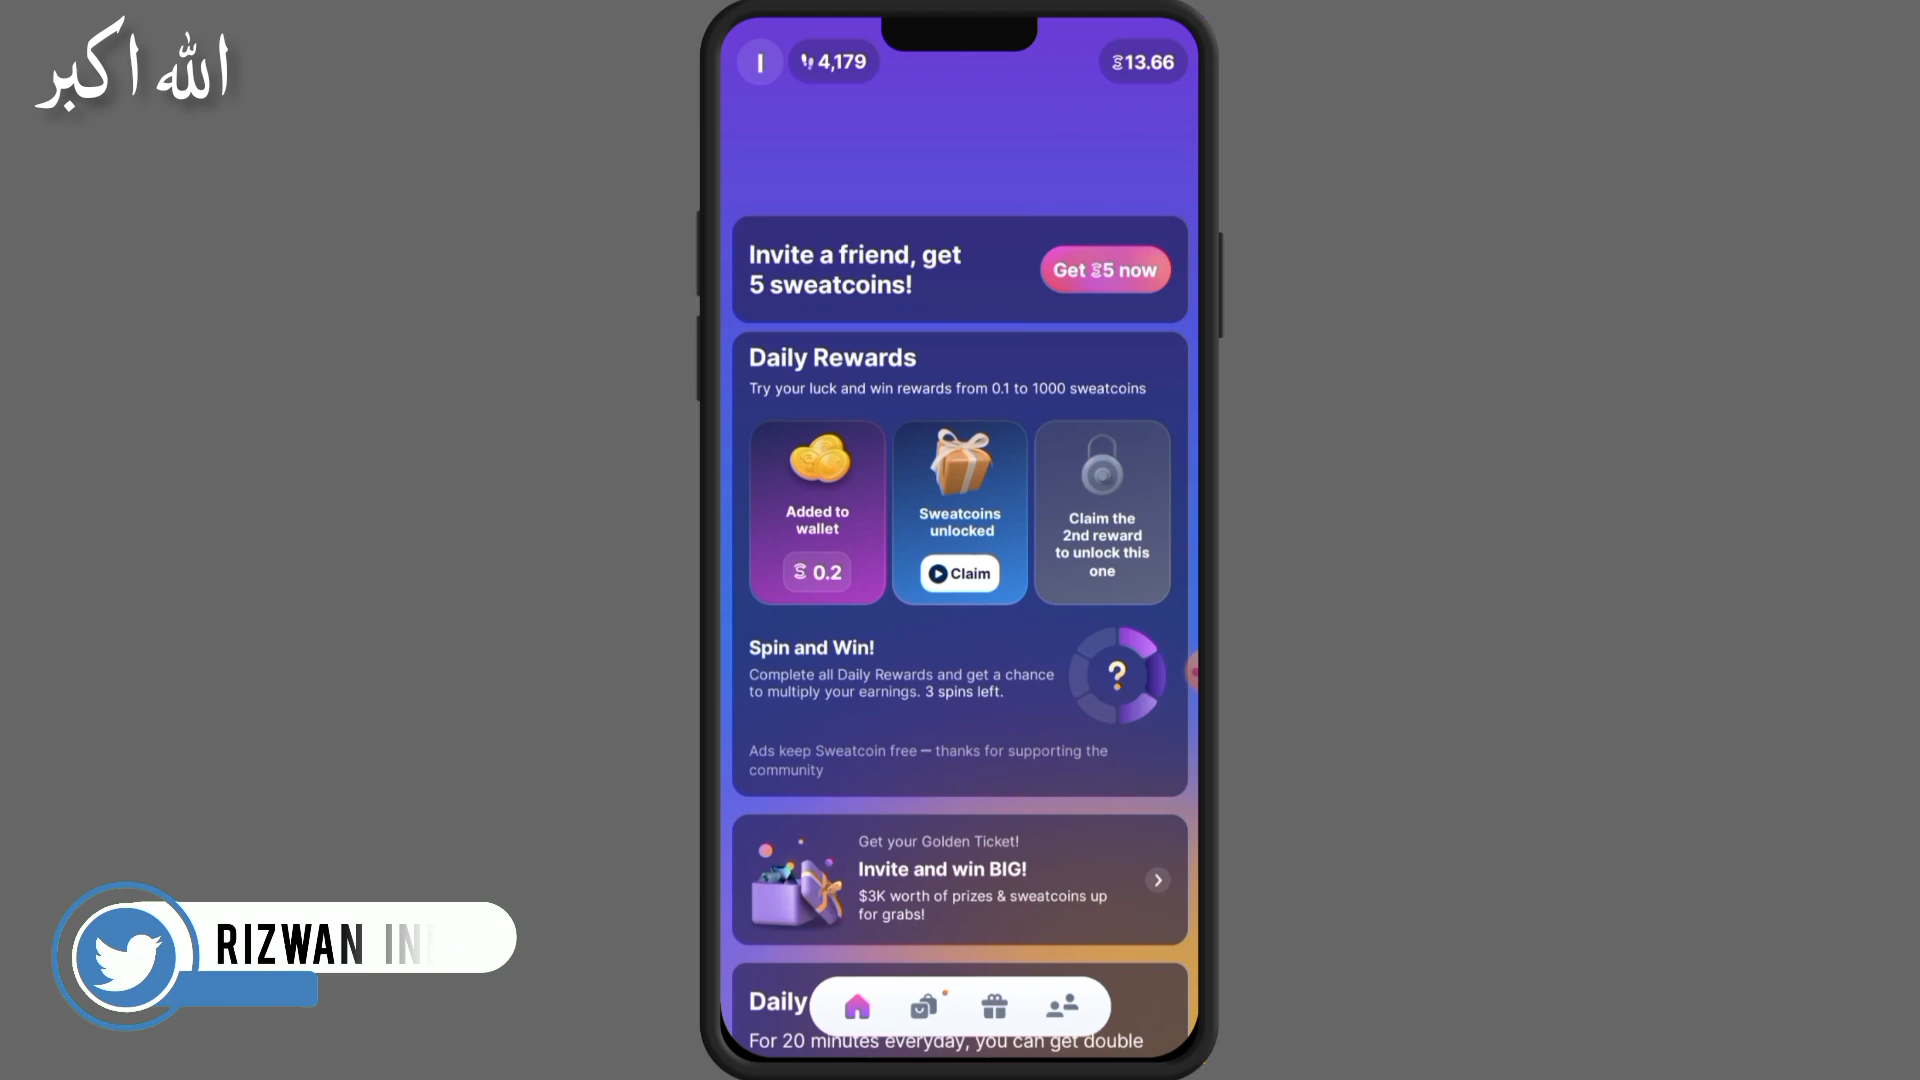 الله اكبر
4,179
13.66
Invite a friend, get
5 sweatcoins!
Get 5 now
Daily Rewards
Try your luck and win rewards from 0.1 to 1000 sweatcoins
Added to
wallet
0.2
Sweatcoins
unlocked
Claim
Claim the
2nd reward
to unlock this
one
Spin and Win!
Complete all Daily Rewards and get a chance
to multiply your earnings. 3 spins left.
?
Ads keep Sweatcoin free – thanks for supporting the
community
Get your Golden Ticket!
Invite and win BIG!
$3K worth of prizes & sweatcoins up
for grabs!
Daily
For 20 minutes everyday, you can get double
RIZWAN IN